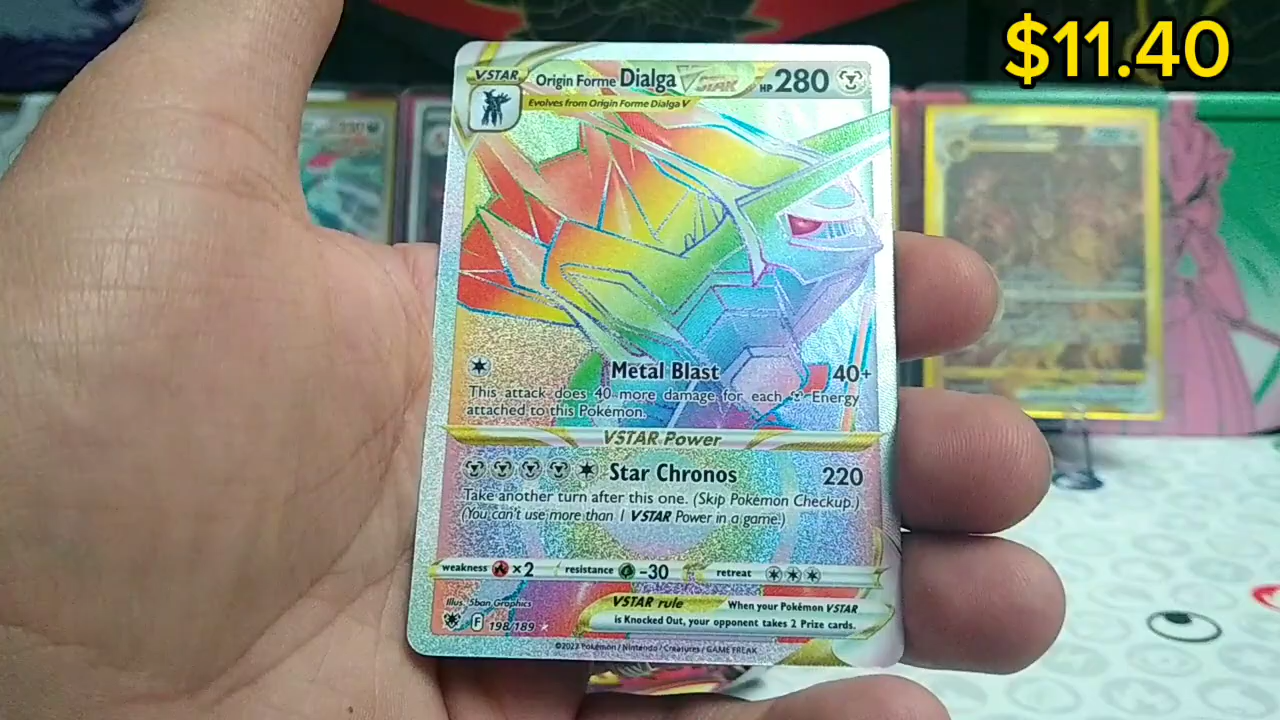 $11.40
VSTAR Origin Forme Dialga VSTAR HP 280
Evolves from Origin Forme Dialga V
Metal Blast 40+
This attack does 40 more damage for each Energy
attached to this Pokémon.
VSTAR Power
Star Chronos 220
Take another turn after this one. (Skip Pokémon Checkup.)
(You can't use more than 1 VSTAR Power in a game.)
weakness ×2 resistance -30 retreat
Illus. 5ban Graphics
F 198/189
VSTAR rule When your Pokémon VSTAR
is Knocked Out, your opponent takes 2 Prize cards.
©2022 Pokémon / Nintendo / Creatures / GAME FREAK